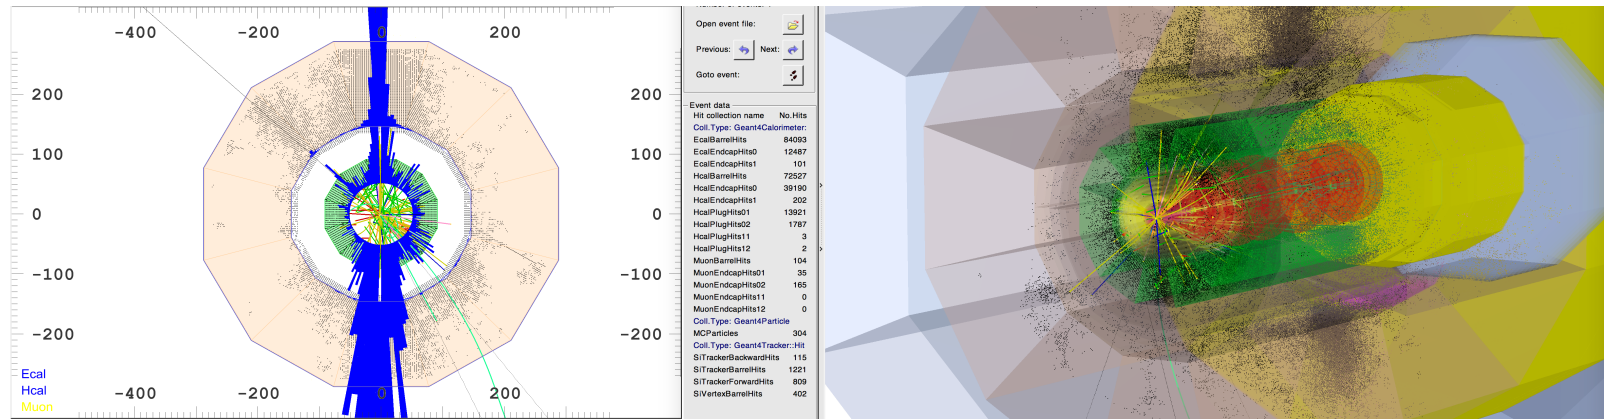 -400 -200 0 200
200 200
100 100
0 0
-100 -100
-200 -200
Ecal
Hcal
Muon
-400 -200 0 200
Open event file:
Previous: Next:
Goto event:
Event data
Hit collection name No.Hits
Coll.Type: Geant4Calorimeter:
EcalBarrelHits 84093
EcalEndcapHits0 12487
EcalEndcapHits1 101
HcalBarrelHits 72527
HcalEndcapHits0 39190
HcalEndcapHits1 202
HcalPlugHits01 13921
HcalPlugHits02 1787
HcalPlugHits11 3
HcalPlugHits12 2
MuonBarrelHits 104
MuonEndcapHits01 35
MuonEndcapHits02 165
MuonEndcapHits11 0
MuonEndcapHits12 0
Coll.Type: Geant4Particle
MCParticles 304
Coll.Type: Geant4Tracker::Hit
SiTrackerBackwardHits 115
SiTrackerBarrelHits 1221
SiTrackerForwardHits 809
SiVertexBarrelHits 402